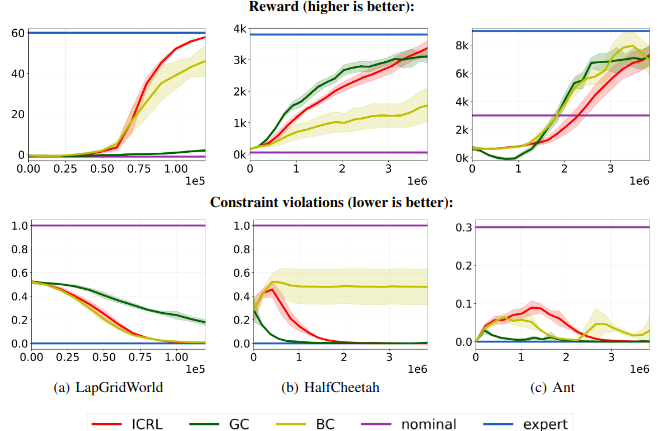 Reward (higher is better):
60
40
20
0
0.00 0.25 0.50 0.75 1.00
1e5
4k
3k
2k
1k
0k
0 2 4
1e6
8k
6k
4k
2k
0k
0 1 2 3
1e6
Constraint violations (lower is better):
1.0
0.8
0.6
0.4
0.2
0.0
0.00 0.25 0.50 0.75 1.00
1e5
1.0
0.8
0.6
0.4
0.2
0.0
0 2 4 6
1e6
0.3
0.2
0.1
0.0
0 1 2 3
1e6
(a) LapGridWorld
(b) HalfCheetah
(c) Ant
ICRL GC BC nominal expert